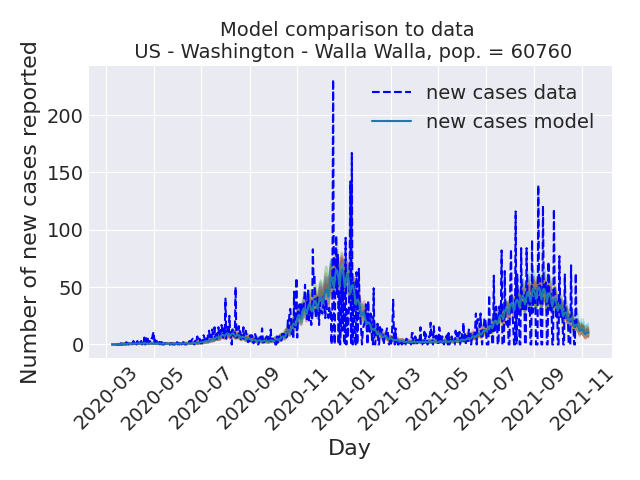 Model comparison to data
US - Washington - Walla Walla, pop. = 60760
Number of new cases reported
200
150
100
50
0
new cases data
new cases model
2020-03
2020-05
2020-07
2020-09
2020-11
2021-01
2021-03
2021-05
2021-07
2021-09
2021-11
Day